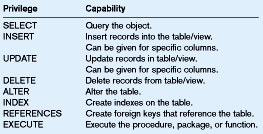 Privilege Capability
SELECT Query the object.
INSERT Insert records into the table/view.
Can be given for specific columns.
UPDATE Update records in table/view.
Can be given for specific columns.
DELETE Delete records from table/view.
ALTER Alter the table.
INDEX Create indexes on the table.
REFERENCES Create foreign keys that reference the table.
EXECUTE Execute the procedure, package, or function.